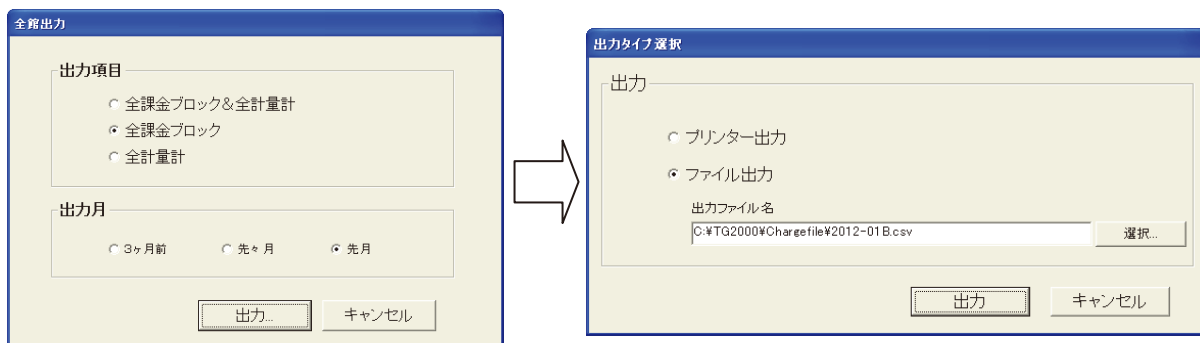 全館出力
出力項目
全課金ブロック&全計量計
全課金ブロック
全計量計
出力月
3ヶ月前
先々月
先月
出力...
キャンセル
出力タイプ選択
出力
プリンター出力
ファイル出力
出力ファイル名
C:¥TG2000¥Chargefile¥2012-01B.csv
選択...
出力
キャンセル